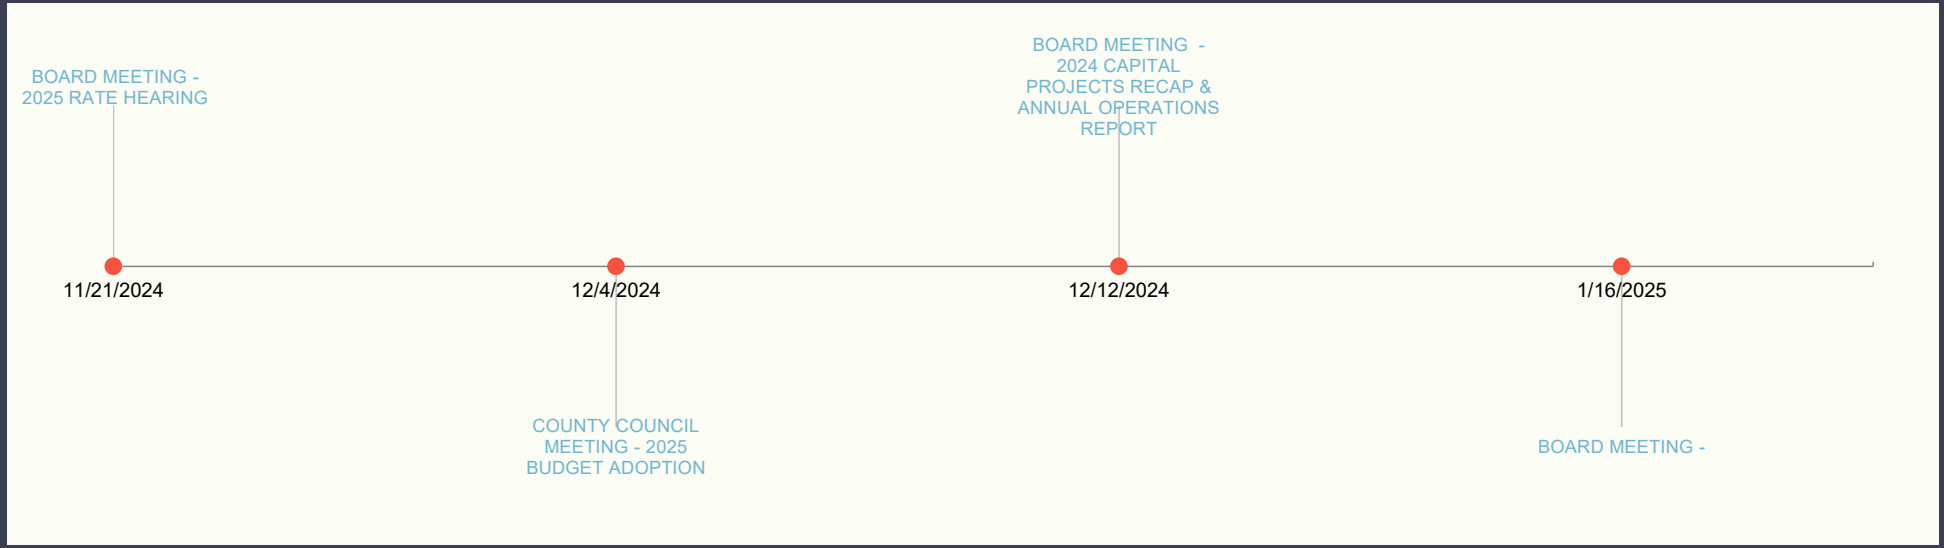 BOARD MEETING -
2025 RATE HEARING
11/21/2024
12/4/2024
COUNTY COUNCIL
MEETING - 2025
BUDGET ADOPTION
BOARD MEETING  -
2024 CAPITAL
PROJECTS RECAP &
ANNUAL OPERATIONS
REPORT
12/12/2024
1/16/2025
BOARD MEETING -